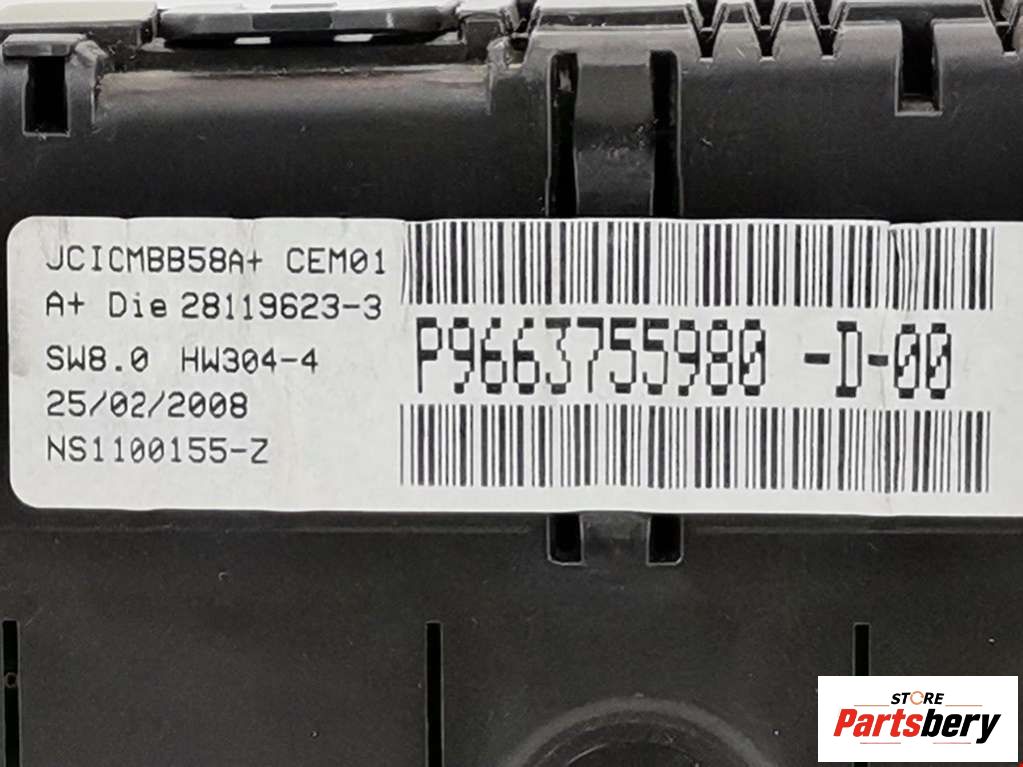 JCICMBB58A+ CEM01
A+ Die 28119623-3
SW8.0 HW304-4
25/02/2008
NS1100155-Z
P9663755980 -D-00
STORE
Partsbery